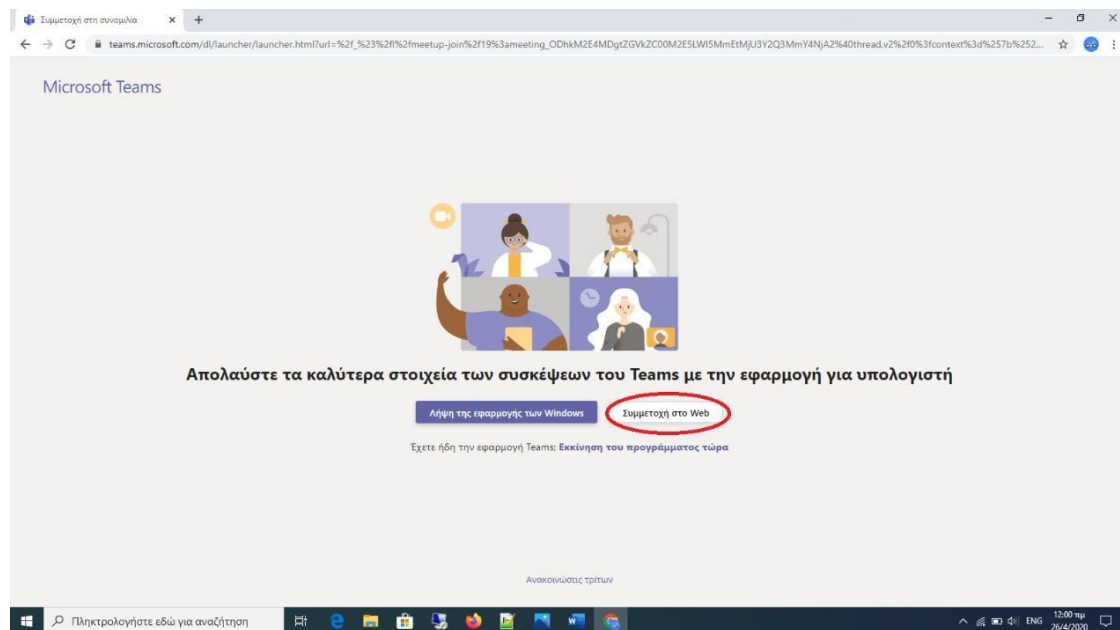 Συμμετοχή στη συνομιλία
teams.microsoft.com/dl/launcher/launcher.html?url=%2f_%23%2fl%2fmeetup-join%2f19%3ameeting_ODhkM2E4MDgtZGVkZC00M2E5LWI5MmEtMjU3Y2Q3MmY4NjA2%40thread.v2%2f0%3fcontext%3d%257b%252...
Microsoft Teams
Απολαύστε τα καλύτερα στοιχεία των συσκέψεων του Teams με την εφαρμογή για υπολογιστή
Λήψη της εφαρμογής των Windows
Συμμετοχή στο Web
Έχετε ήδη την εφαρμογή Teams; Εκκίνηση του προγράμματος τώρα
Ανακοινώσεις τρίτων
Πληκτρολογήστε εδώ για αναζήτηση
ENG
12:00 πμ
26/4/2020